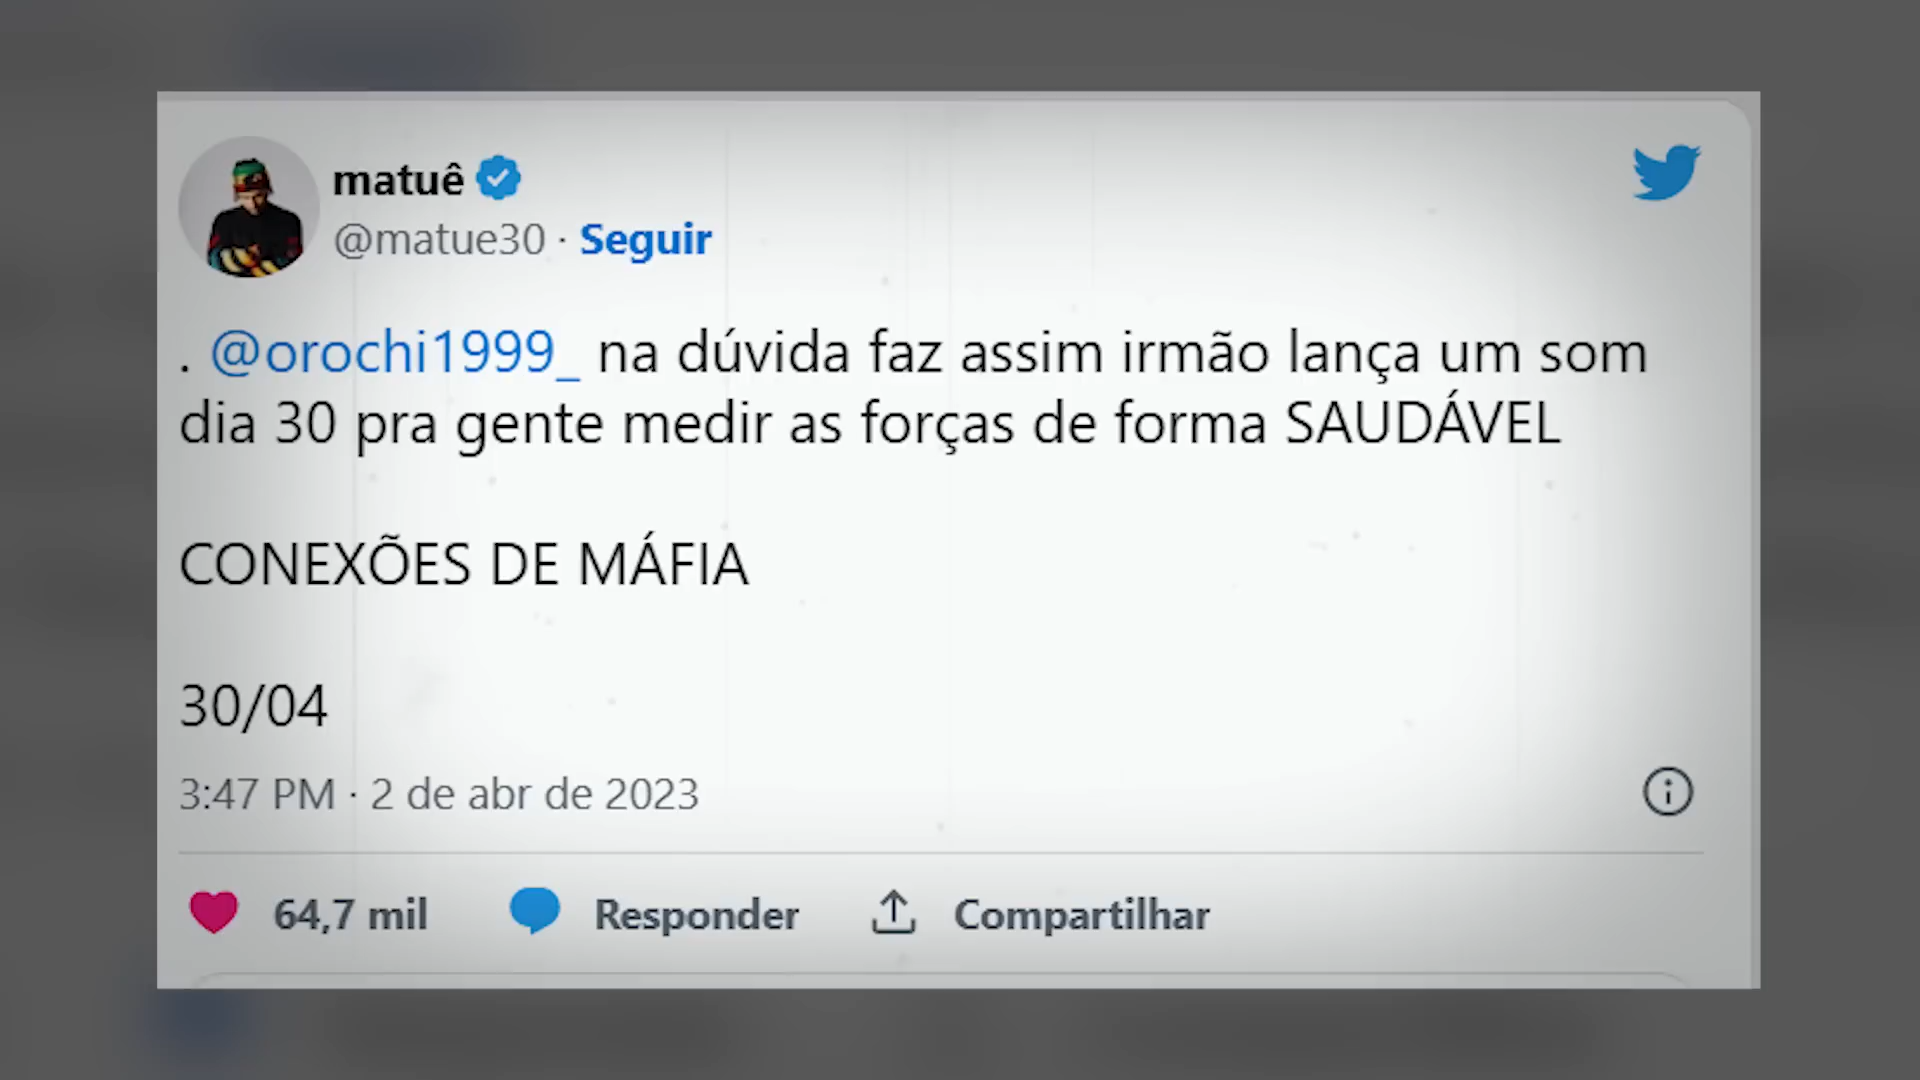 matuê
@matue30 · Seguir
. @orochi1999_ na dúvida faz assim irmão lança um som
dia 30 pra gente medir as forças de forma SAUDÁVEL
CONEXÕES DE MÁFIA
30/04
3:47 PM · 2 de abr de 2023
64,7 mil Responder Compartilhar